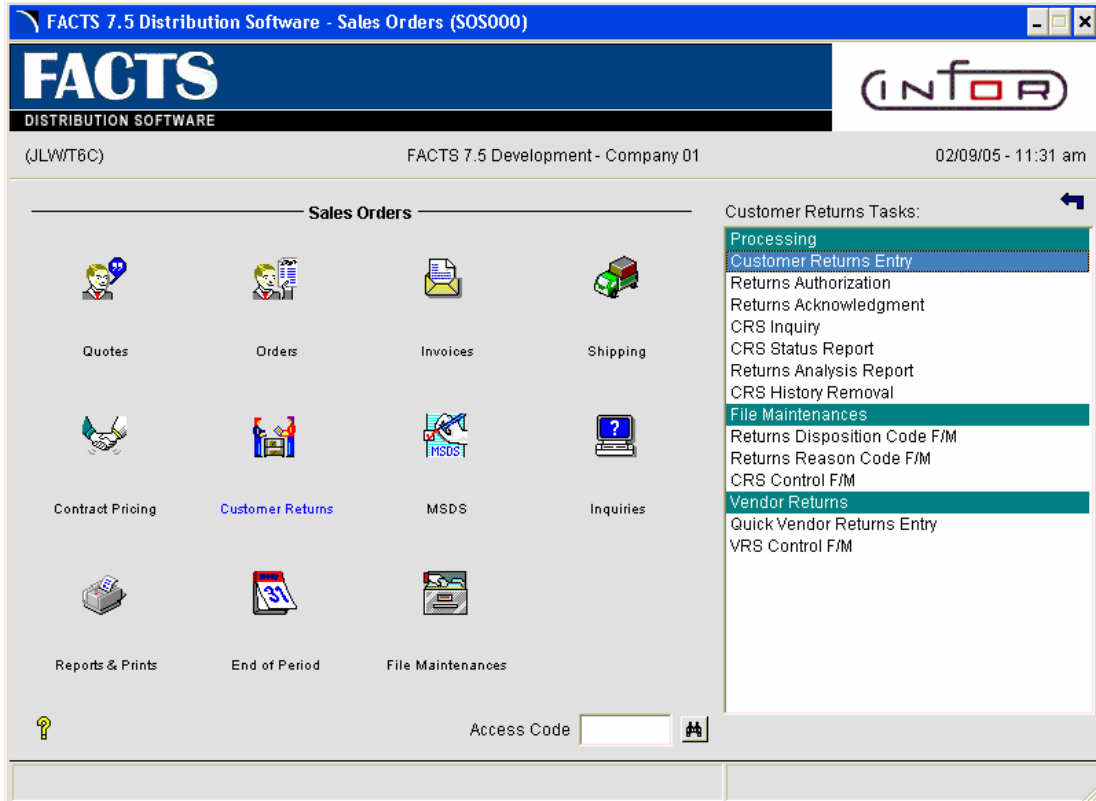 FACTS 7.5 Distribution Software - Sales Orders (SOS000)
FACTS
DISTRIBUTION SOFTWARE
infor
(JLW/T6C)
FACTS 7.5 Development - Company 01
02/09/05 - 11:31 am
Sales Orders
Quotes
Orders
Invoices
Shipping
Contract Pricing
Customer Returns
MSDS
MSDS
Inquiries
Reports & Prints
31
End of Period
File Maintenances
Access Code
Customer Returns Tasks:
Processing
Customer Returns Entry
Returns Authorization
Returns Acknowledgment
CRS Inquiry
CRS Status Report
Returns Analysis Report
CRS History Removal
File Maintenances
Returns Disposition Code F/M
Returns Reason Code F/M
CRS Control F/M
Vendor Returns
Quick Vendor Returns Entry
VRS Control F/M